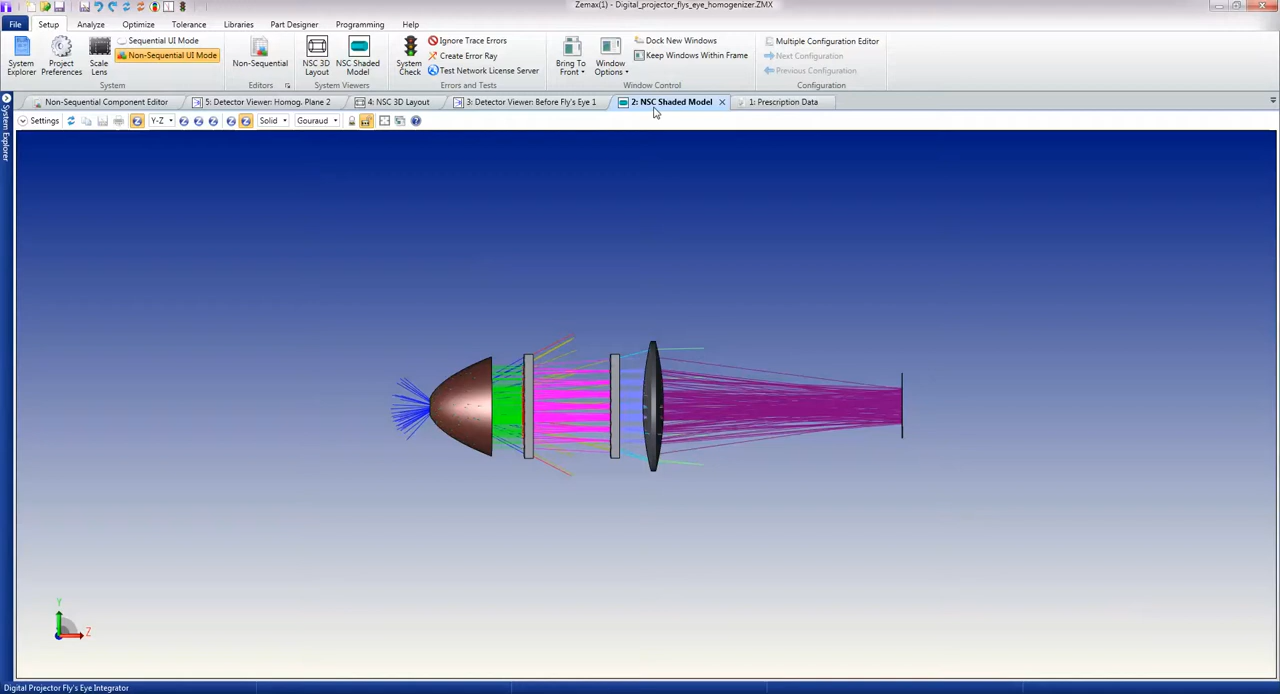 Zemax(1) - Digital_projector_flys_eye_homogenizer.ZMX
File Setup Analyze Optimize Tolerance Libraries Part Designer Programming Help
System Explorer
Project Preferences
Scale Lens
Sequential UI Mode
Non-Sequential UI Mode
System
Non-Sequential
Editors
NSC 3D Layout
NSC Shaded Model
System Viewers
System Check
Ignore Trace Errors
Create Error Ray
Test Network License Server
Errors and Tests
Bring To Front
Window Options
Dock New Windows
Keep Windows Within Frame
Window Control
Multiple Configuration Editor
Next Configuration
Previous Configuration
Configuration
Non-Sequential Component Editor 5: Detector Viewer: Homog. Plane 2 4: NSC 3D Layout 3: Detector Viewer: Before Fly's Eye 1 2: NSC Shaded Model 1: Prescription Data
Settings Y-Z Solid Gouraud
System Explorer
Y
Z
Digital Projector Fly's Eye Integrator